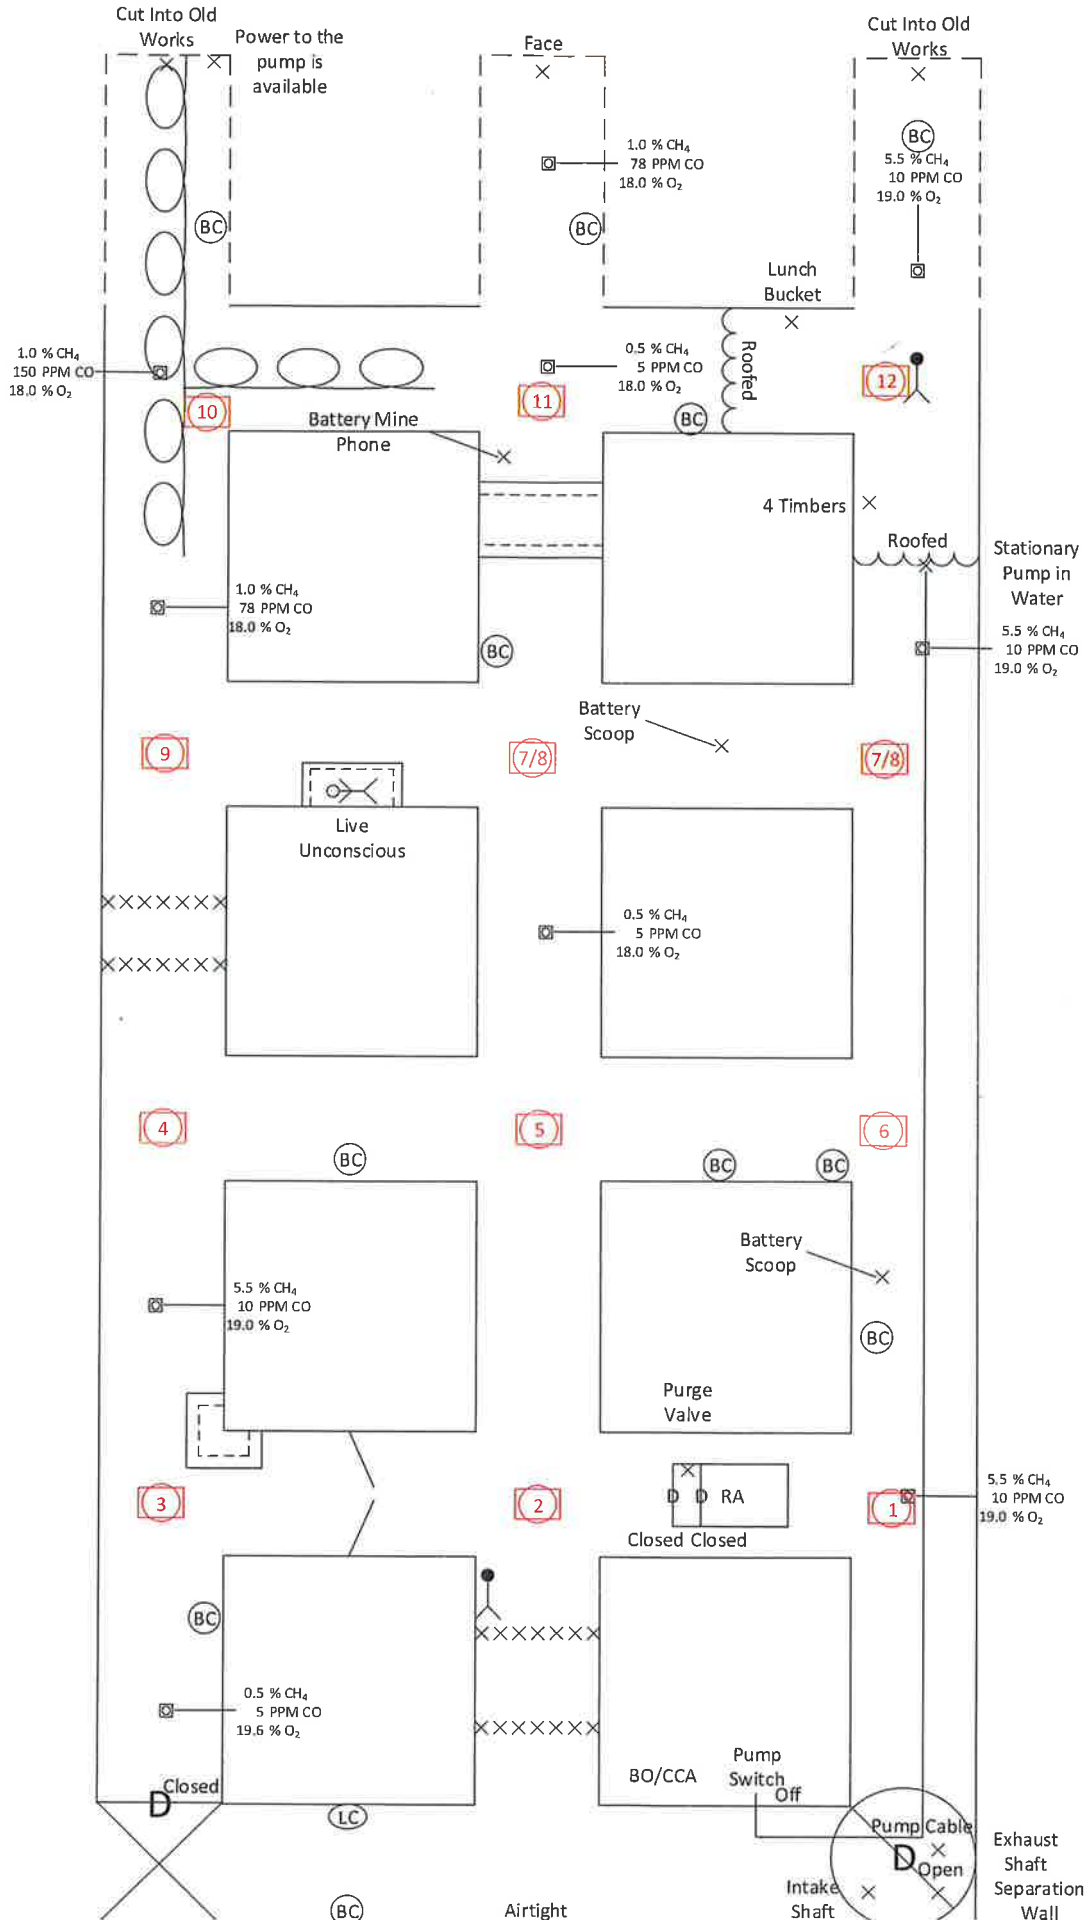 Cut Into Old
Works
Power to the
pump is
available
Face
Cut Into Old
Works
BC
1.0 % CH₄
78 PPM CO
18.0 % O₂
5.5 % CH₄
10 PPM CO
19.0 % O₂
BC
BC
Lunch
Bucket
1.0 % CH₄
150 PPM CO
18.0 % O₂
0.5 % CH₄
5 PPM CO
18.0 % O₂
Roofed
10
11
12
Battery Mine
Phone
BC
4 Timbers
Roofed
Stationary
Pump in
Water
1.0 % CH₄
78 PPM CO
18.0 % O₂
5.5 % CH₄
10 PPM CO
19.0 % O₂
BC
Battery
Scoop
9
7/8
7/8
Live
Unconscious
0.5 % CH₄
5 PPM CO
18.0 % O₂
4
5
6
BC
BC
BC
Battery
Scoop
5.5 % CH₄
10 PPM CO
19.0 % O₂
BC
Purge
Valve
3
2
D D RA
1
5.5 % CH₄
10 PPM CO
19.0 % O₂
Closed Closed
BC
0.5 % CH₄
5 PPM CO
19.6 % O₂
Closed
D
LC
BO/CCA
Pump
Switch
Off
Pump Cable
D
Open
Exhaust
Shaft
Separation
Wall
Intake
Shaft
BC
Airtight